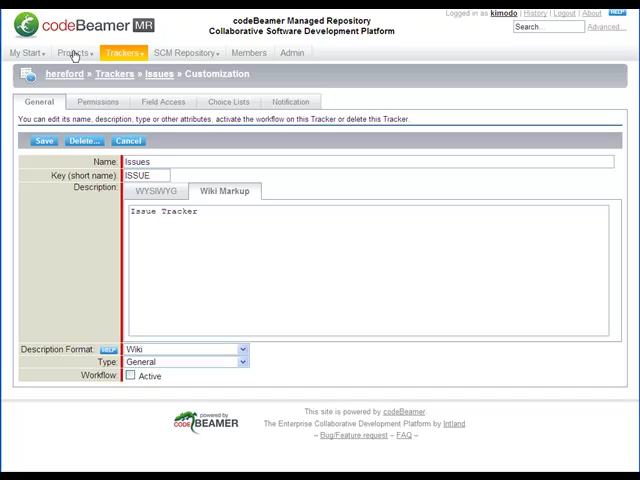 codeBeamer MR
codeBeamer Managed Repository
Collaborative Software Development Platform
Logged in as kimodo | History | Logout | About HELP
Search... Advanced...
My Start Projects Trackers SCM Repository Members Admin
hereford » Trackers » Issues » Customization
General Permissions Field Access Choice Lists Notification
You can edit its name, description, type or other attributes, activate the workflow on this Tracker or delete this Tracker.
Save Delete... Cancel
Name: Issues
Key (short name): ISSUE
Description: WYSIWYG Wiki Markup
Issue Tracker
Description Format: HELP Wiki
Type: General
Workflow: Active
powered by
CODEBEAMER
This site is powered by codeBeamer
The Enterprise Collaborative Development Platform by Intland.
– Bug/Feature request – FAQ –